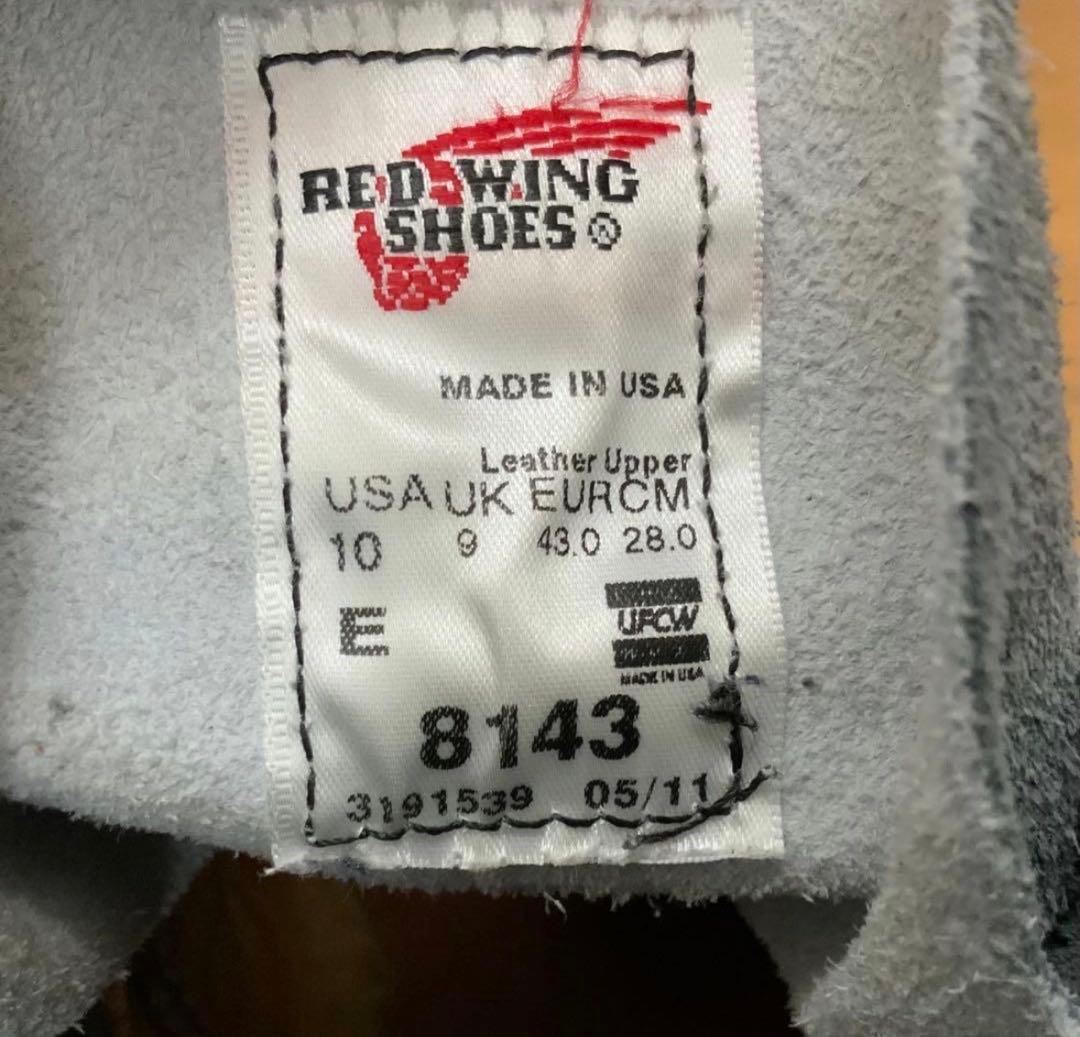 RED WING
SHOES®
MADE IN USA
Leather Upper
USA UK EUR CM
10 9 43.0 28.0
E
UFCW
MADE IN USA
8143
3191539 05/11